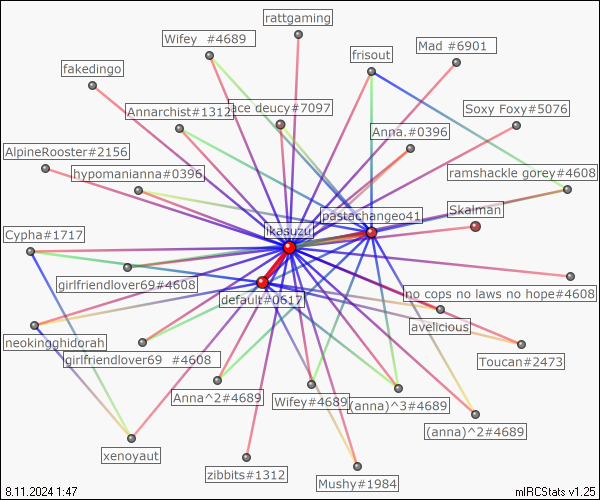 rattgaming
Wifey  #4689
Mad #6901
frisout
fakedingo
Annarchist#1312
ace deucy#7097
Soxy Foxy#5076
Anna.#0396
AlpineRooster#2156
hypomanianna#0396
ramshackle gorey#4608
pastachangeo41
Skalman
ikasuzu
Cypha#1717
girlfriendlover69#4608
no cops no laws no hope#4608
default#0617
avelicious
neokingghidorah
girlfriendlover69  #4608
Toucan#2473
Anna^2#4689
Wifey#4689
(anna)^3#4689
(anna)^2#4689
xenoyaut
zibbits#1312
Mushy#1984
8.11.2024 1:47
mIRCStats v1.25